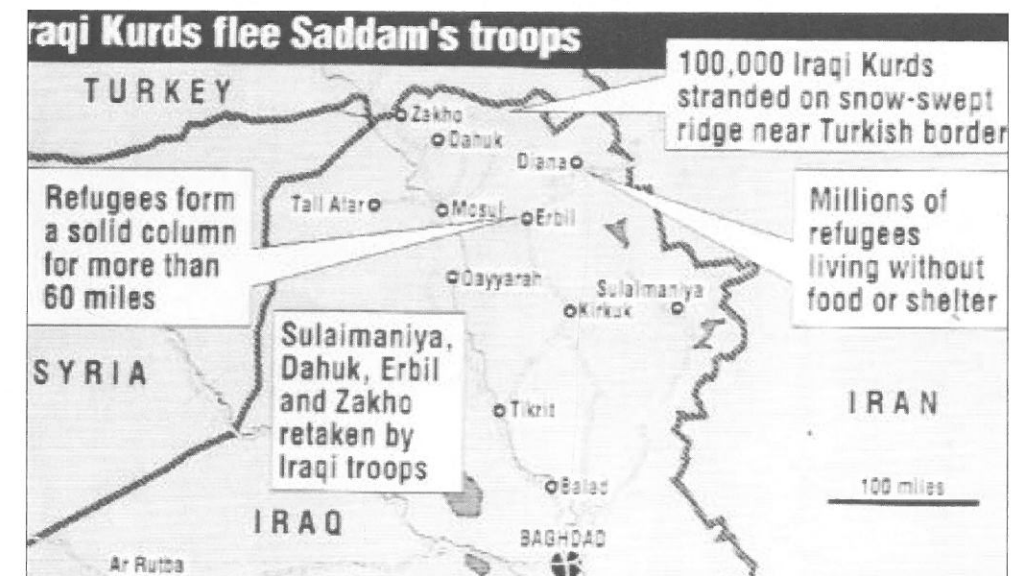 raqi Kurds flee Saddam's troops
100,000 Iraqi Kurds
stranded on snow-swept
ridge near Turkish border
TURKEY
Zakho
Dahuk
Diana
Refugees form
a solid column
for more than
60 miles
Tall Afar
Mosul
Erbil
Millions of
refugees
living without
food or shelter
Qayyarah
Sulaimaniya
Kirkuk
Sulaimaniya,
Dahuk, Erbil
and Zakho
retaken by
Iraqi troops
SYRIA
IRAN
Tikrit
100 miles
Balad
IRAQ
BAGHDAD
Ar Rutba